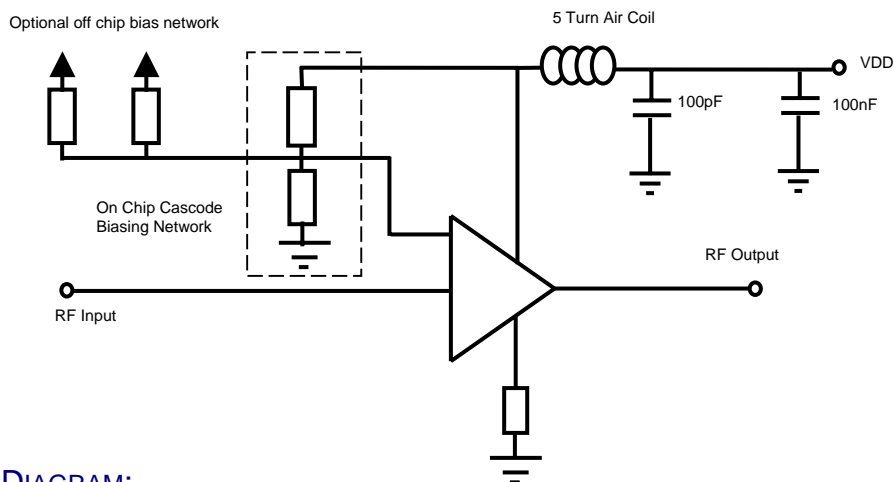 5 Turn Air Coil
Optional off chip bias network
VDD
100pF
100nF
On Chip Cascode
Biasing Network
RF Output
RF Input
DIAGRAM: